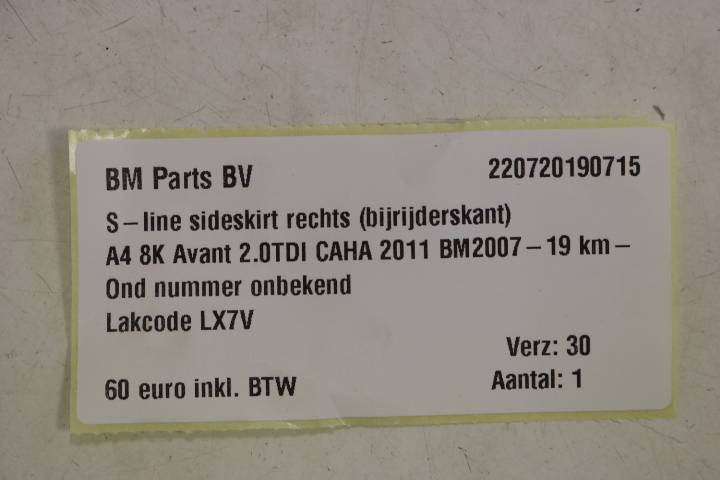 BM Parts BV 220720190715
S-line sideskirt rechts (bijrijderskant)
A4 8K Avant 2.0TDI CAHA 2011 BM2007-19 km-
Ond nummer onbekend
Lakcode LX7V
Verz: 30
60 euro inkl. BTW Aantal: 1